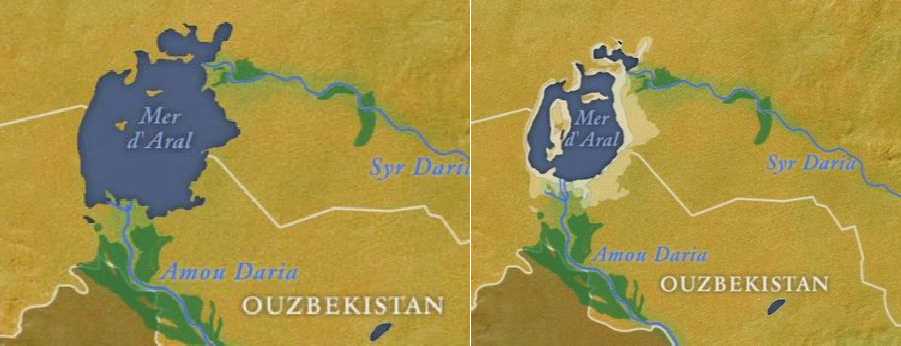 Mer
d'Aral
Syr Daria
Amou Daria
OUZBEKISTAN
Mer
d'Aral
Syr Daria
Amou Daria
OUZBEKISTAN